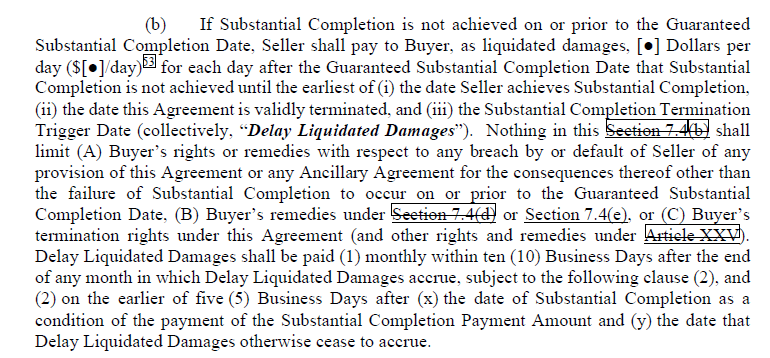 (b) If Substantial Completion is not achieved on or prior to the Guaranteed
Substantial Completion Date, Seller shall pay to Buyer, as liquidated damages, [●] Dollars per
day ($[●]/day)53 for each day after the Guaranteed Substantial Completion Date that Substantial
Completion is not achieved until the earliest of (i) the date Seller achieves Substantial Completion,
(ii) the date this Agreement is validly terminated, and (iii) the Substantial Completion Termination
Trigger Date (collectively, “Delay Liquidated Damages”). Nothing in this Section 7.4(b) shall
limit (A) Buyer’s rights or remedies with respect to any breach by or default of Seller of any
provision of this Agreement or any Ancillary Agreement for the consequences thereof other than
the failure of Substantial Completion to occur on or prior to the Guaranteed Substantial
Completion Date, (B) Buyer’s remedies under Section 7.4(d) or Section 7.4(e), or (C) Buyer’s
termination rights under this Agreement (and other rights and remedies under Article XXV).
Delay Liquidated Damages shall be paid (1) monthly within ten (10) Business Days after the end
of any month in which Delay Liquidated Damages accrue, subject to the following clause (2), and
(2) on the earlier of five (5) Business Days after (x) the date of Substantial Completion as a
condition of the payment of the Substantial Completion Payment Amount and (y) the date that
Delay Liquidated Damages otherwise cease to accrue.